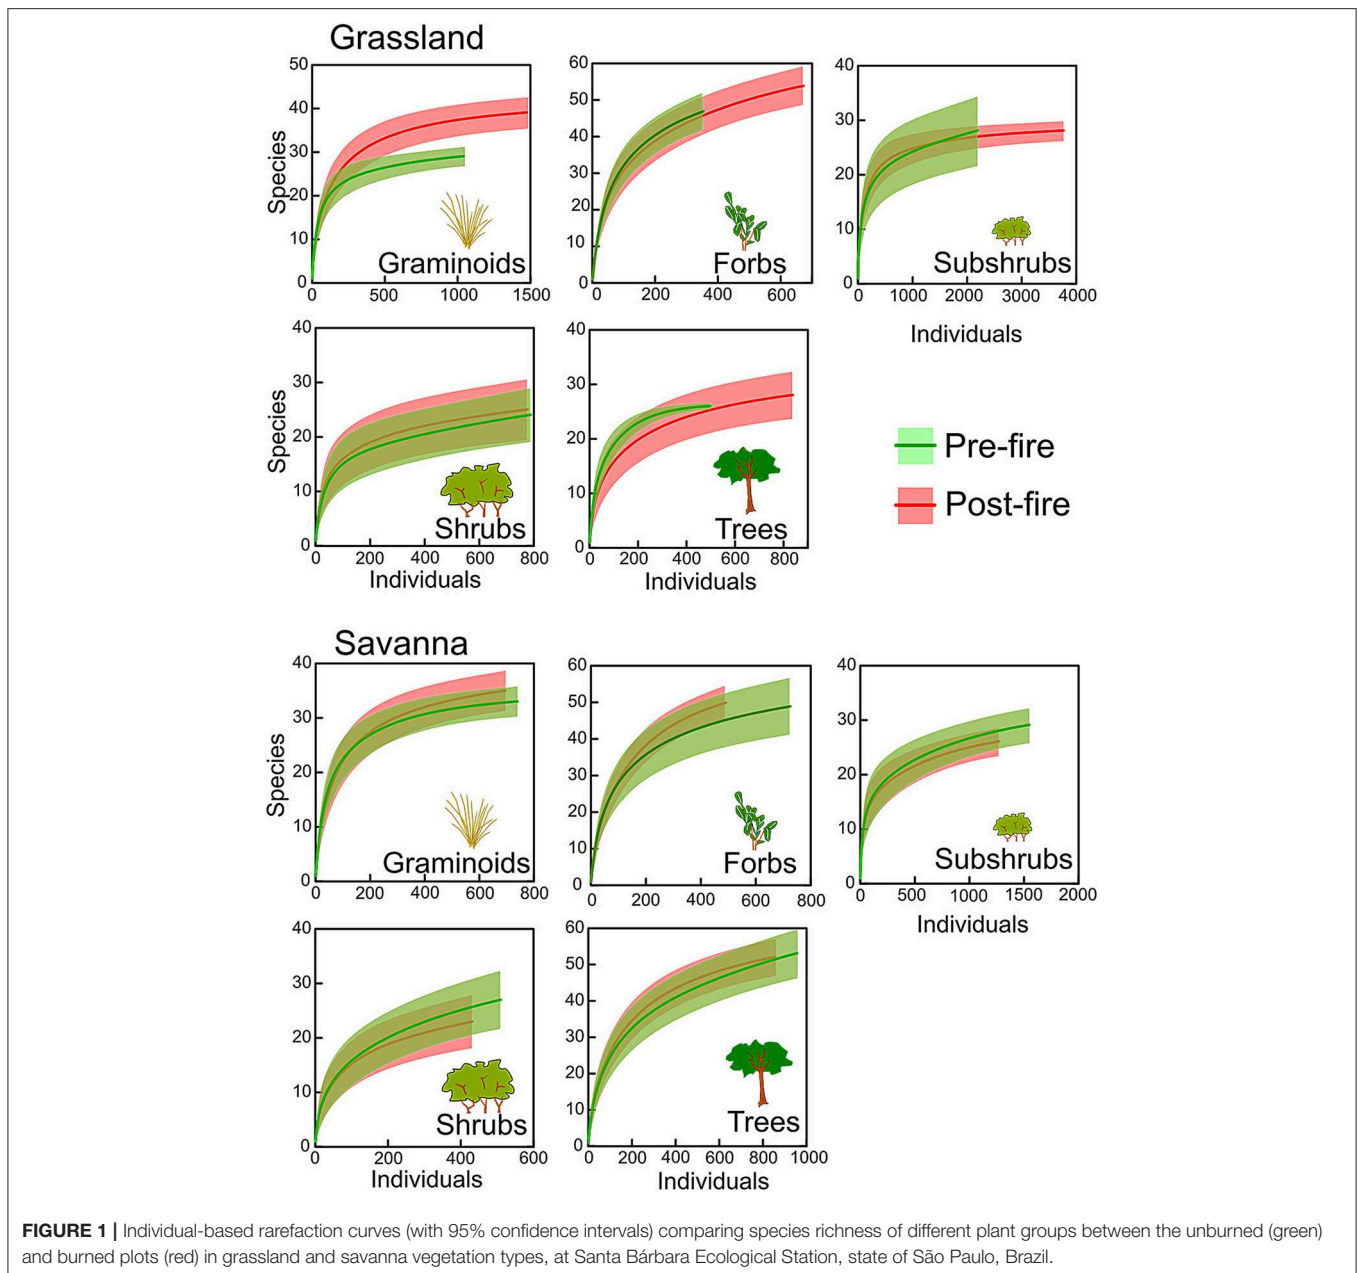 Grassland
50
40
30
20
10
0
Species
0 500 1000 1500
Graminoids
60
50
40
30
20
10
0
0 200 400 600
Forbs
40
30
20
10
0
0 1000 2000 3000 4000
Subshrubs
Individuals
40
30
20
10
0
Species
0 200 400 600 800
Shrubs
Individuals
40
30
20
10
0
0 200 400 600 800
Trees
Individuals
Pre-fire
Post-fire
Savanna
40
30
20
10
0
Species
0 200 400 600 800
Graminoids
60
50
40
30
20
10
0
0 200 400 600 800
Forbs
40
30
20
10
0
0 500 1000 1500 2000
Subshrubs
Individuals
40
30
20
10
0
0 200 400 600
Shrubs
Individuals
60
50
40
30
20
10
0
0 200 400 600 800 1000
Trees
Individuals
FIGURE 1 | Individual-based rarefaction curves (with 95% confidence intervals) comparing species richness of different plant groups between the unburned (green)
and burned plots (red) in grassland and savanna vegetation types, at Santa Bárbara Ecological Station, state of São Paulo, Brazil.